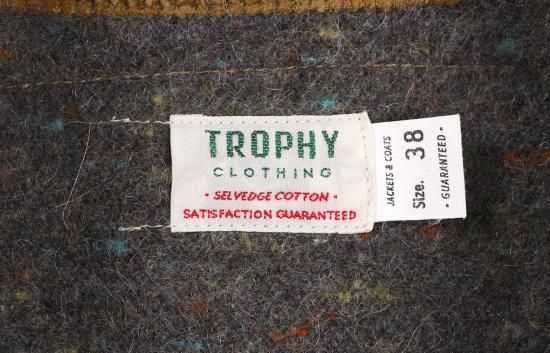 TROPHY
CLOTHING
· SELVEDGE COTTON ·
SATISFACTION GUARANTEED
JACKETS & COATS
Size. 38
· GUARANTEED ·